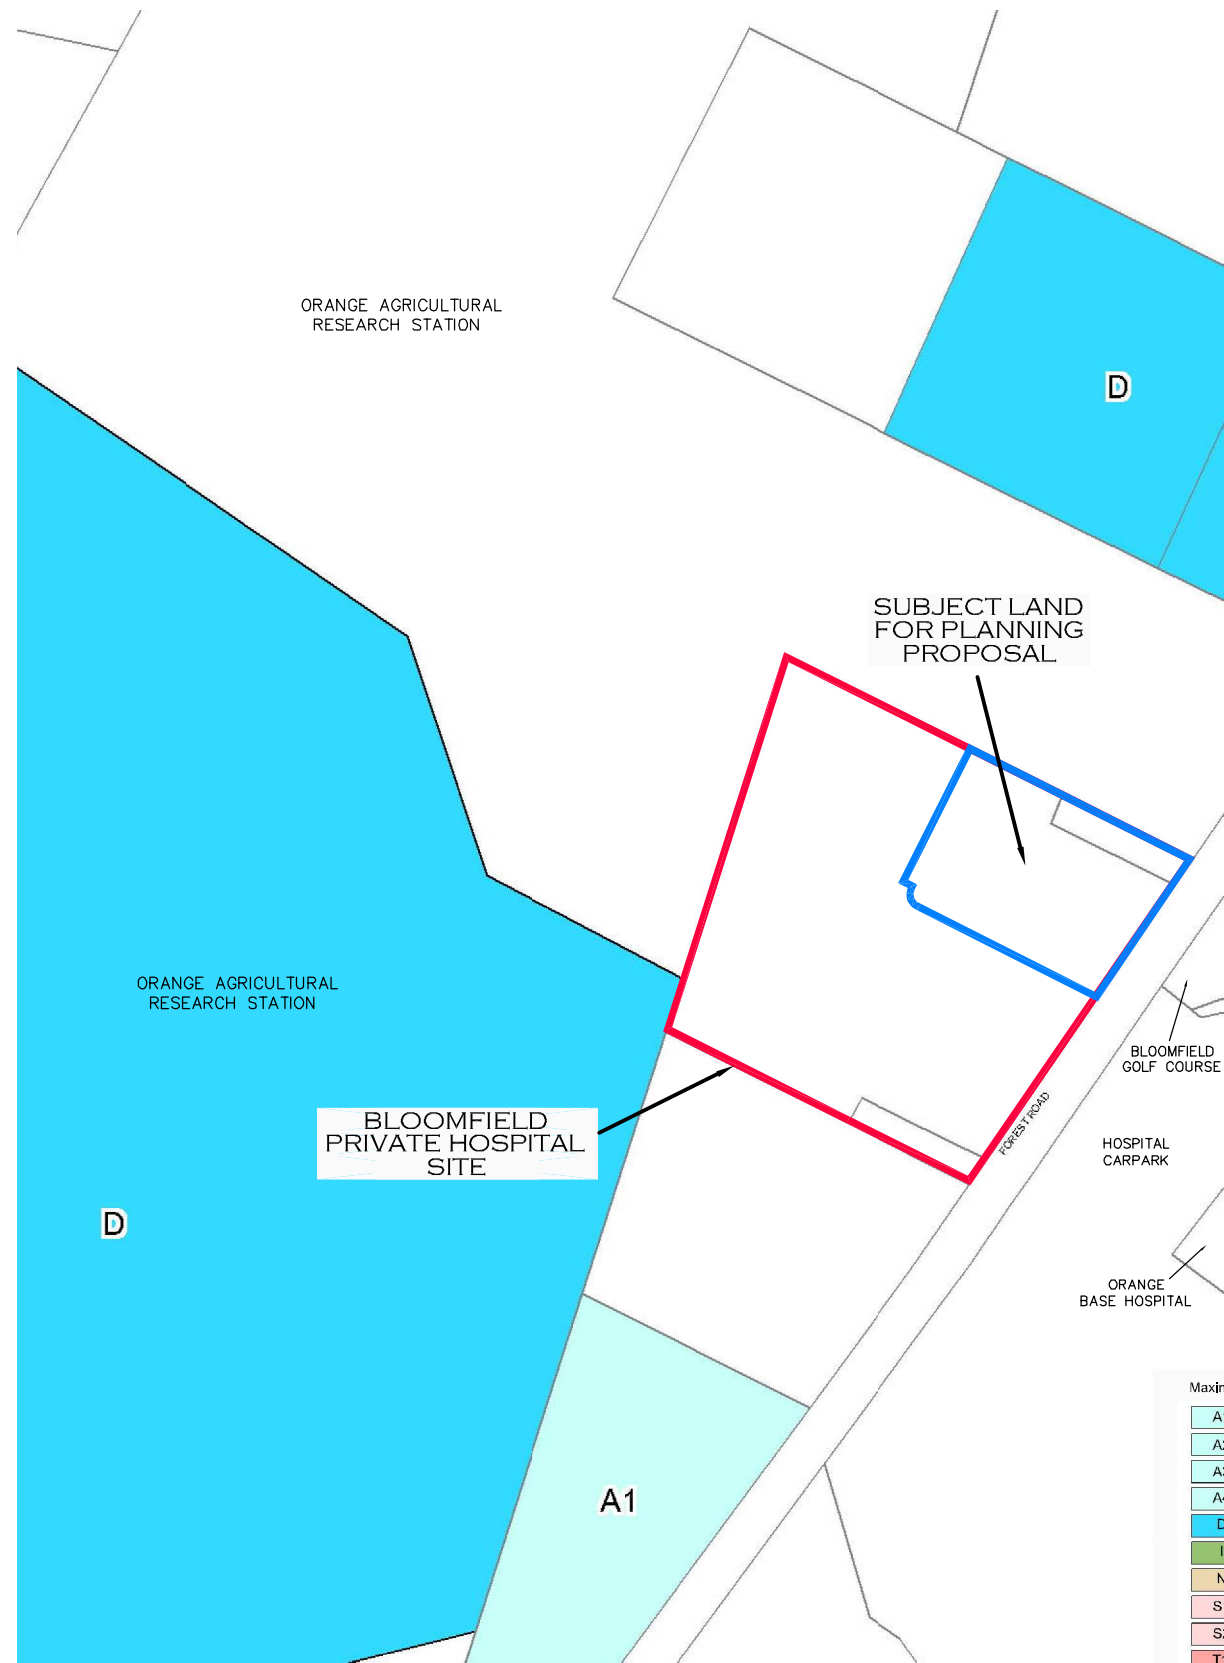 ORANGE AGRICULTURAL
RESEARCH STATION
D
SUBJECT LAND
FOR PLANNING
PROPOSAL
ORANGE AGRICULTURAL
RESEARCH STATION
BLOOMFIELD
GOLF COURSE
FOREST ROAD
BLOOMFIELD
PRIVATE HOSPITAL
SITE
HOSPITAL
CARPARK
D
ORANGE
BASE HOSPITAL
A1
D